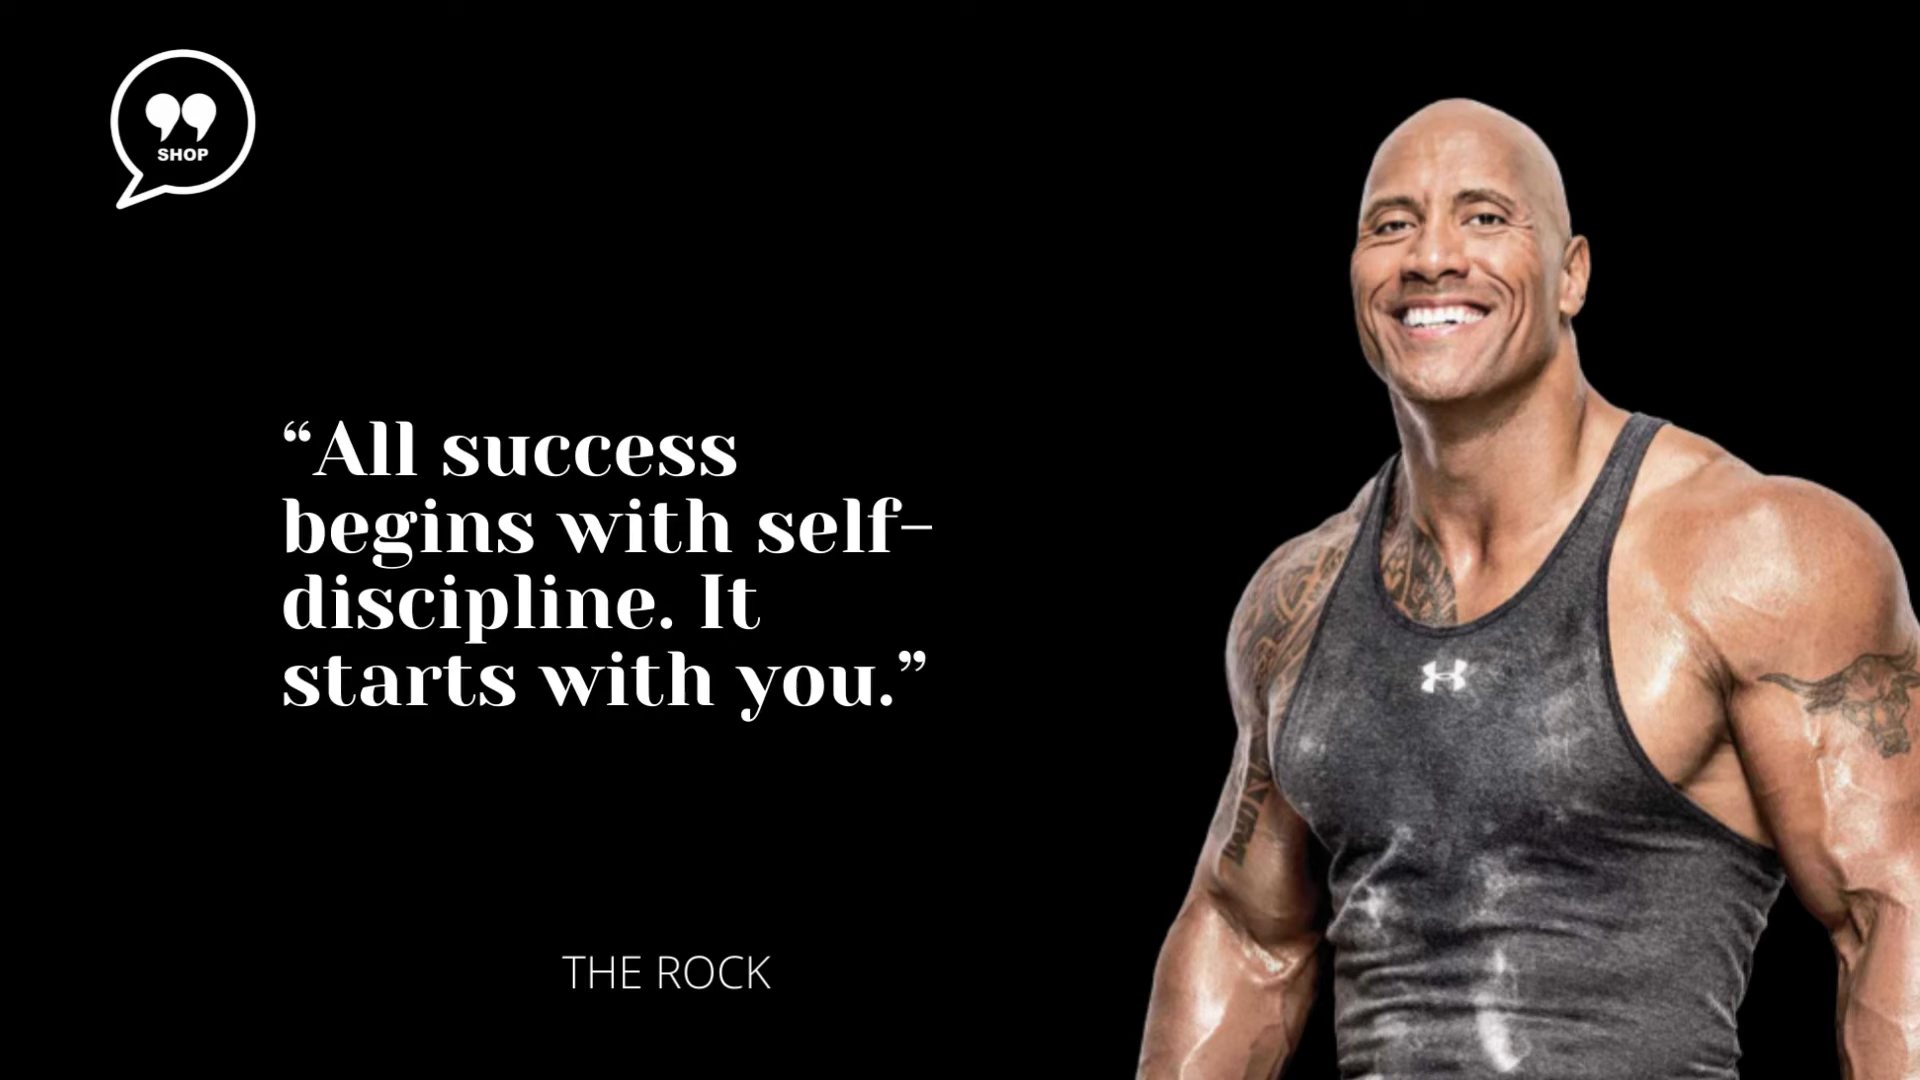 SHOP
“All success
begins with self-
discipline. It
starts with you.”
THE ROCK